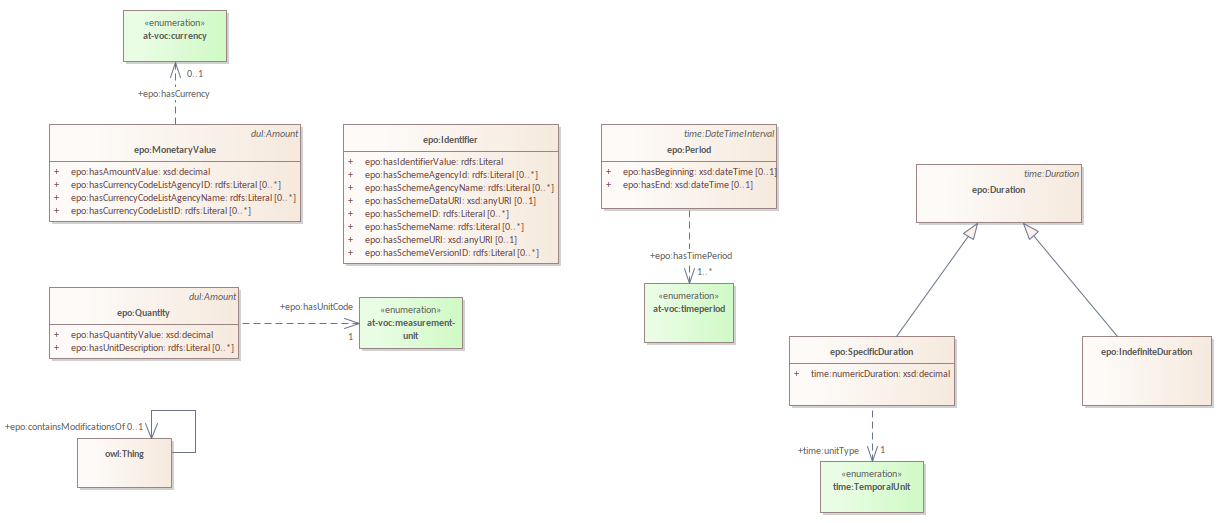 «enumeration»
at-voc:currency
0..1
+epo:hasCurrency
dul:Amount
epo:MonetaryValue
+ epo:hasAmountValue: xsd:decimal
+ epo:hasCurrencyCodeListAgencyID: rdfs:Literal [0..*]
+ epo:hasCurrencyCodeListAgencyName: rdfs:Literal [0..*]
+ epo:hasCurrencyCodeListID: rdfs:Literal [0..*]
epo:Identifier
+ epo:hasIdentifierValue: rdfs:Literal
+ epo:hasSchemeAgencyId: rdfs:Literal [0..*]
+ epo:hasSchemeAgencyName: rdfs:Literal [0..*]
+ epo:hasSchemeDataURI: xsd:anyURI [0..1]
+ epo:hasSchemeID: rdfs:Literal [0..*]
+ epo:hasSchemeName: rdfs:Literal [0..*]
+ epo:hasSchemeURI: xsd:anyURI [0..1]
+ epo:hasSchemeVersionID: rdfs:Literal [0..*]
time:DateTimeInterval
epo:Period
+ epo:hasBeginning: xsd:dateTime [0..1]
+ epo:hasEnd: xsd:dateTime [0..1]
+epo:hasTimePeriod
1..*
«enumeration»
at-voc:timeperiod
time:Duration
epo:Duration
dul:Amount
epo:Quantity
+ epo:hasQuantityValue: xsd:decimal
+ epo:hasUnitDescription: rdfs:Literal [0..*]
+epo:hasUnitCode
1
«enumeration»
at-voc:measurement-
unit
epo:SpecificDuration
+ time:numericDuration: xsd:decimal
epo:IndefiniteDuration
+epo:containsModificationsOf 0..1
owl:Thing
+time:unitType
1
«enumeration»
time:TemporalUnit